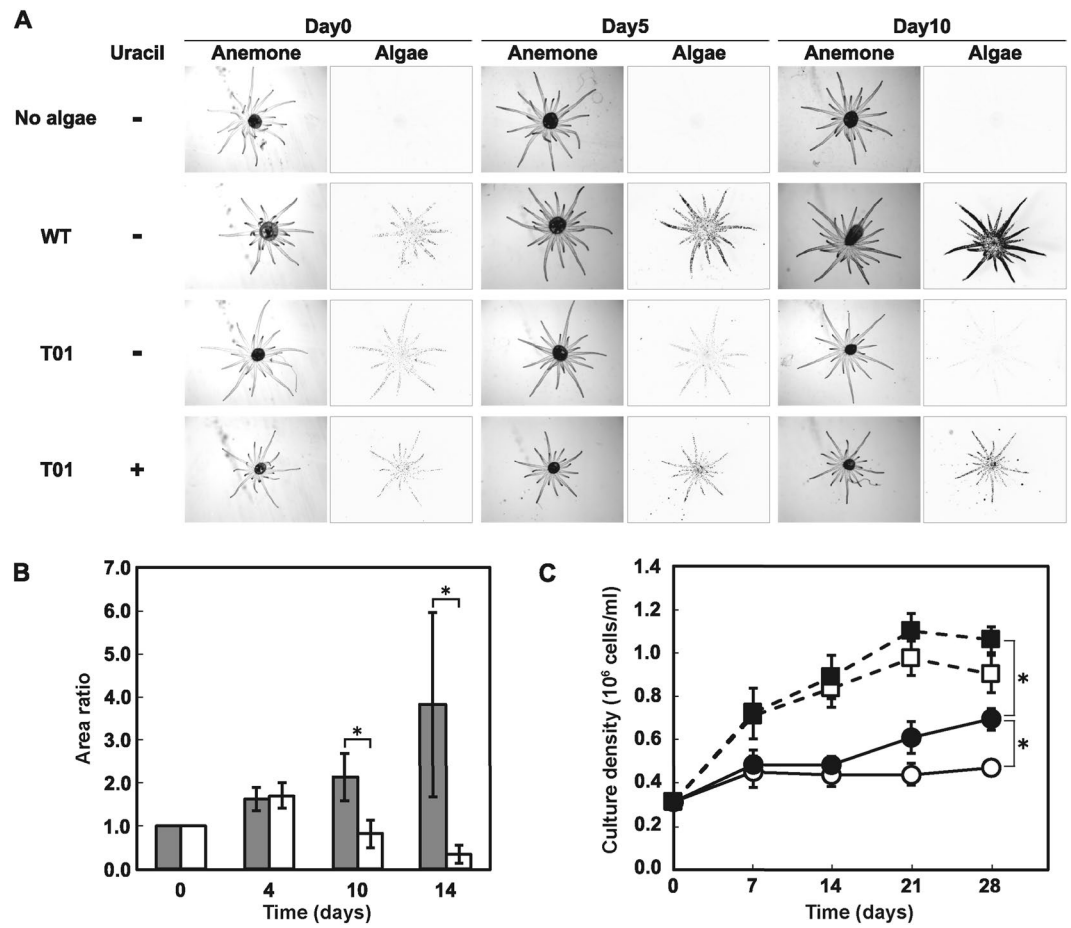 A
Day0 Day5 Day10
Uracil Anemone Algae Anemone Algae Anemone Algae
No algae -
WT -
T01 -
T01 +
B
7.0
6.0
5.0
4.0
3.0
2.0
1.0
0.0
Area ratio
* *
0 4 10 14
Time (days)
C
1.4
1.2
1.0
0.8
0.6
0.4
0.2
0.0
Culture density (10⁶ cells/ml)
*
*
0 7 14 21 28
Time (days)